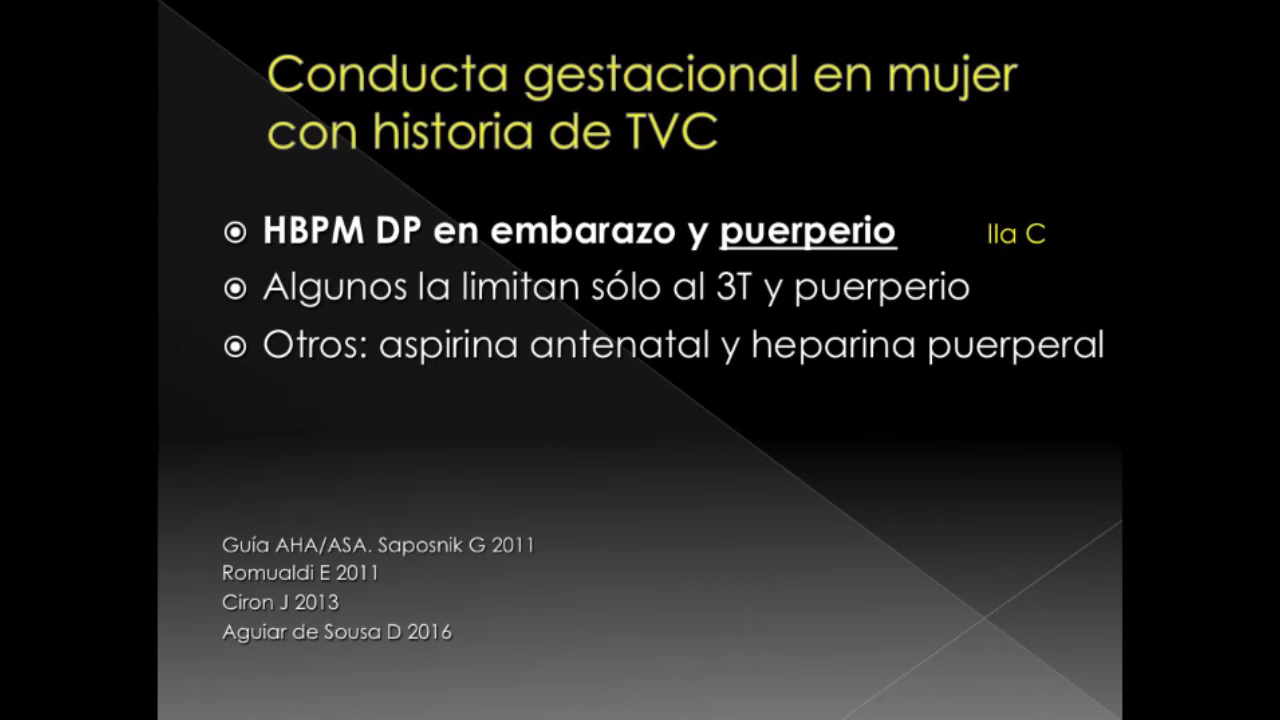 Conducta gestacional en mujer
con historia de TVC
HBPM DP en embarazo y puerperio IIa C
Algunos la limitan sólo al 3T y puerperio
Otros: aspirina antenatal y heparina puerperal
Guía AHA/ASA. Saposnik G 2011
Romualdi E 2011
Ciron J 2013
Aguiar de Sousa D 2016